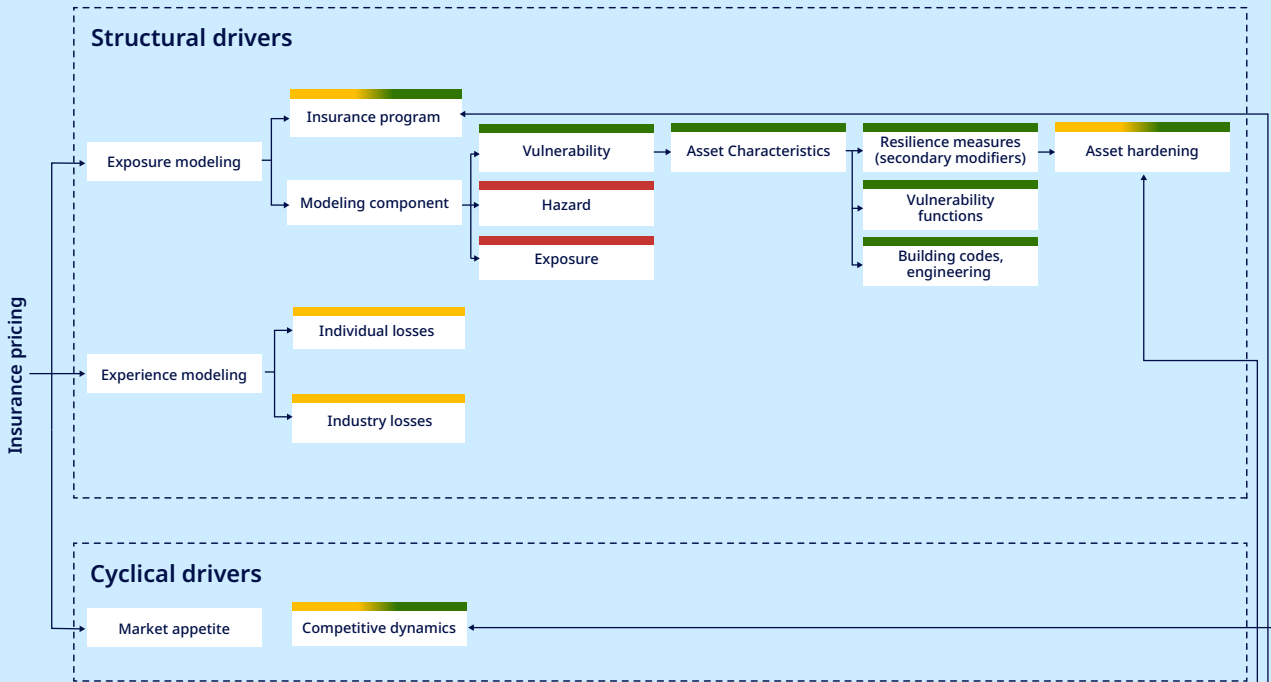 Structural drivers
Insurance program
Exposure modeling
Modeling component
Vulnerability
Hazard
Exposure
Asset Characteristics
Resilience measures
(secondary modifiers)
Vulnerability
functions
Building codes,
engineering
Asset hardening
Insurance pricing
Experience modeling
Individual losses
Industry losses
Cyclical drivers
Market appetite
Competitive dynamics